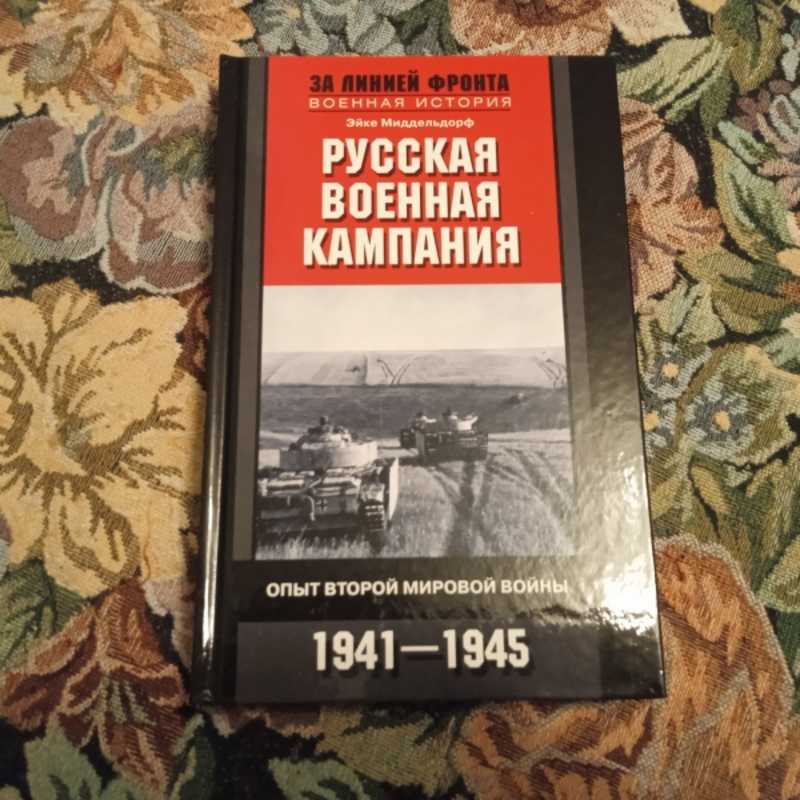 ЗА ЛИНИЕЙ ФРОНТА
ВОЕННАЯ ИСТОРИЯ
Эйке Миддельдорф
РУССКАЯ
ВОЕННАЯ
КАМПАНИЯ
ОПЫТ ВТОРОЙ МИРОВОЙ ВОЙНЫ
1941—1945